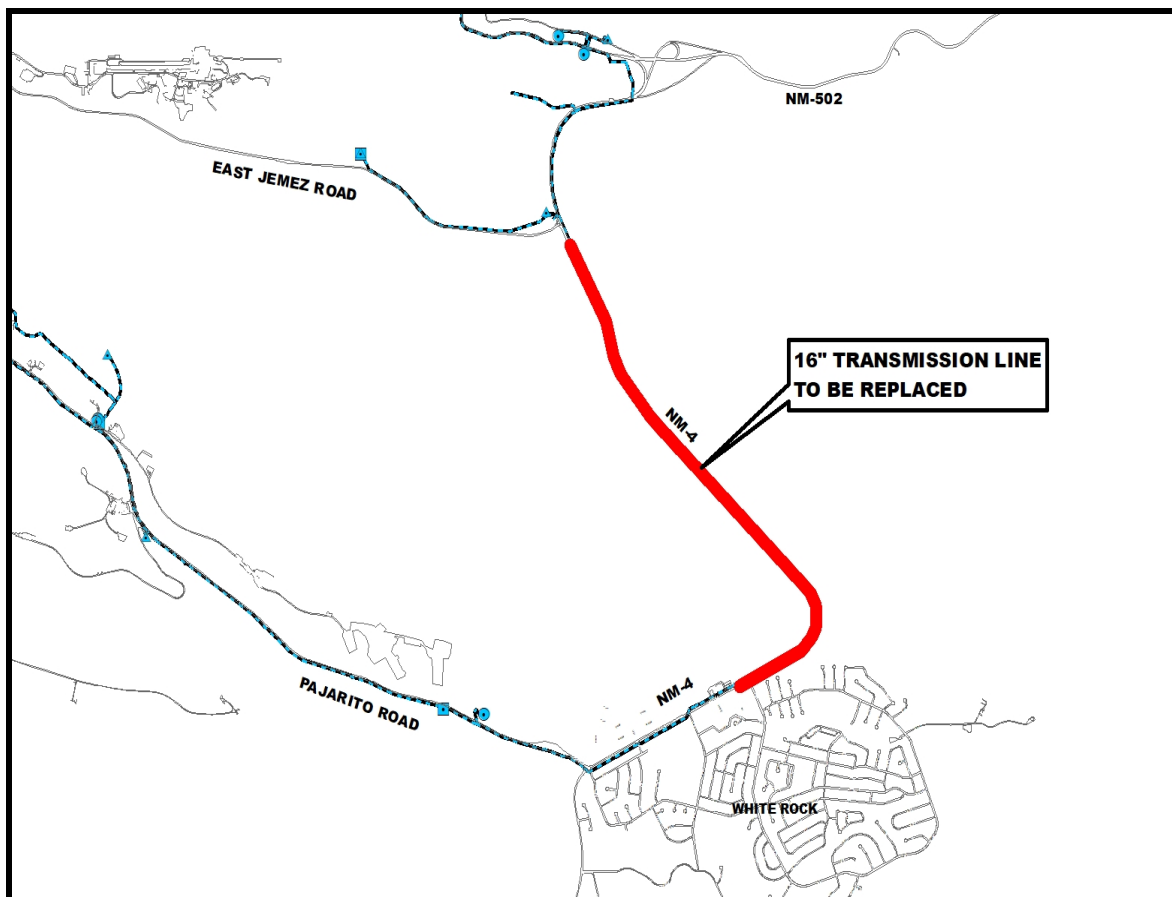 NM-502
EAST JEMEZ ROAD
16" TRANSMISSION LINE
TO BE REPLACED
NM-4
NM-4
PAJARITO ROAD
WHITE ROCK